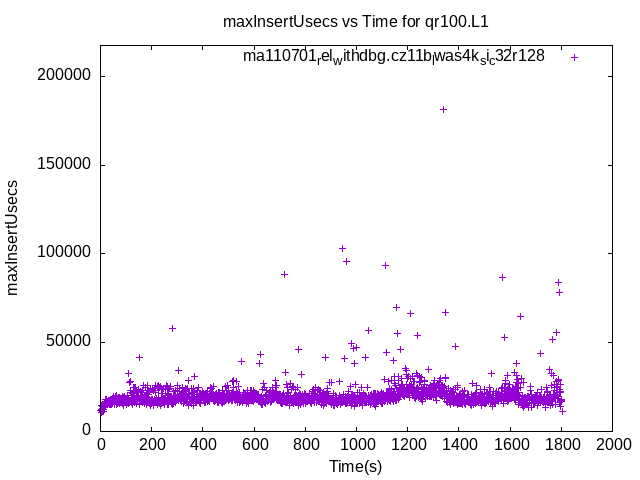 maxInsertUsecs vs Time for qr100.L1
ma110701relwithdbg.cz11blwas4kslc32r128
200000
150000
100000
50000
0
maxInsertUsecs
0 200 400 600 800 1000 1200 1400 1600 1800 2000
Time(s)